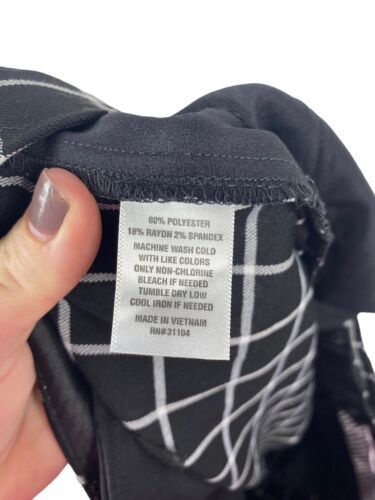 60% POLYESTER
18% RAYON 2% SPANDEX
MACHINE WASH COLD
WITH LIKE COLORS
ONLY NON-CHLORINE
BLEACH IF NEEDED
TUMBLE DRY LOW
COOL IRON IF NEEDED
MADE IN VIETNAM
RN#31104